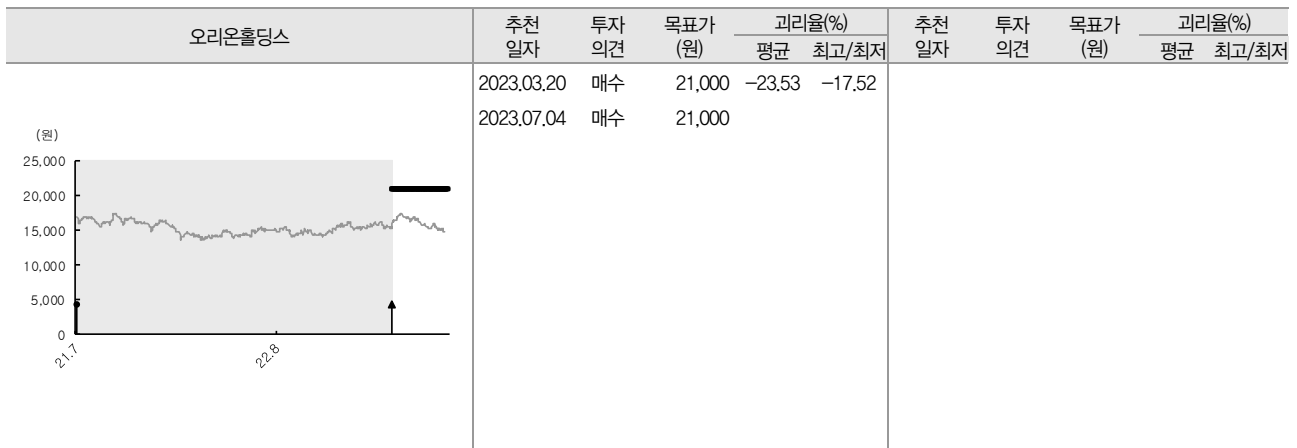 오리온홀딩스
추천 일자 투자 의견 목표가 (원) 괴리율(%) 평균 최고/최저 추천 일자 투자 의견 목표가 (원) 괴리율(%) 평균 최고/최저
2023.03.20 매수 21,000 -23.53 -17.52
2023.07.04 매수 21,000
(원)
25,000
20,000
15,000
10,000
5,000
0
21.7 22.8